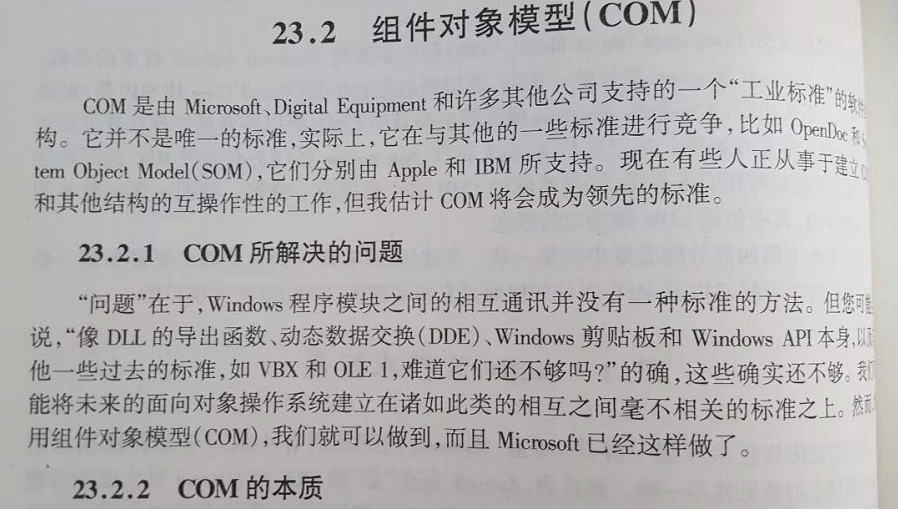 23.2 组件对象模型(COM)
COM 是由 Microsoft、Digital Equipment 和许多其他公司支持的一个“工业标准”的软件
构。它并不是唯一的标准,实际上,它在与其他的一些标准进行竞争,比如 OpenDoc 和
tem Object Model(SOM),它们分别由 Apple 和 IBM 所支持。现在有些人正从事于建立
和其他结构的互操作性的工作,但我估计 COM 将会成为领先的标准。
23.2.1 COM 所解决的问题
“问题”在于,Windows 程序模块之间的相互通讯并没有一种标准的方法。但您可能
说,“像 DLL 的导出函数、动态数据交换(DDE)、Windows 剪贴板和 Windows API 本身,以
他一些过去的标准,如 VBX 和 OLE 1,难道它们还不够吗?”的确,这些确实还不够。我们
能将未来的面向对象操作系统建立在诸如此类的相互之间毫不相关的标准之上。然而
用组件对象模型(COM),我们就可以做到,而且 Microsoft 已经这样做了。
23.2.2 COM 的本质